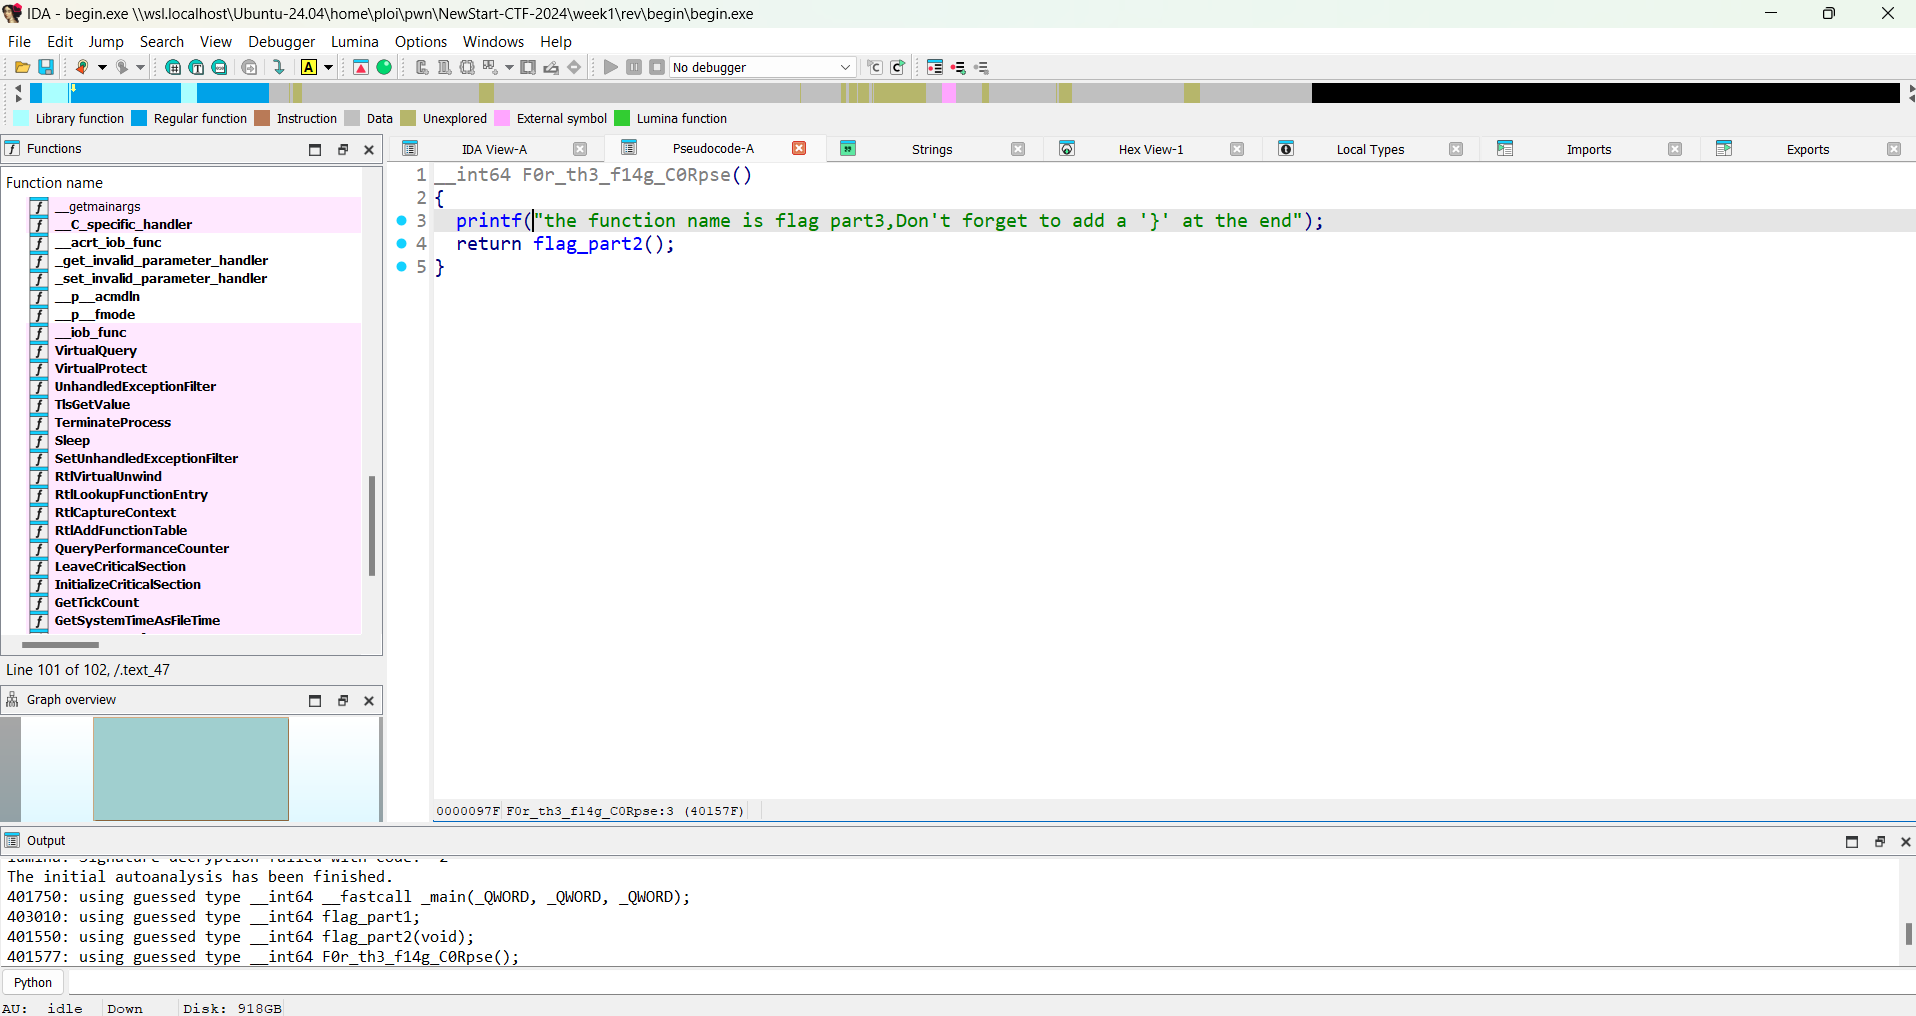 IDA - begin.exe \\wsl.localhost\Ubuntu-24.04\home\ploi\pwn\NewStart-CTF-2024\week1\rev\begin\begin.exe
File Edit Jump Search View Debugger Lumina Options Windows Help
No debugger
Library function Regular function Instruction Data Unexplored External symbol Lumina function
Functions
IDA View-A Pseudocode-A Strings Hex View-1 Local Types Imports Exports
Function name
__getmainargs
__C_specific_handler
__acrt_iob_func
_get_invalid_parameter_handler
_set_invalid_parameter_handler
__p__acmdln
__p__fmode
__iob_func
VirtualQuery
VirtualProtect
UnhandledExceptionFilter
TlsGetValue
TerminateProcess
Sleep
SetUnhandledExceptionFilter
RtlVirtualUnwind
RtlLookupFunctionEntry
RtlCaptureContext
RtlAddFunctionTable
QueryPerformanceCounter
LeaveCriticalSection
InitializeCriticalSection
GetTickCount
GetSystemTimeAsFileTime
Line 101 of 102, /.text_47
Graph overview
1 __int64 F0r_th3_f14g_C0Rpse()
2 {
3 printf("the function name is flag part3,Don't forget to add a '}' at the end");
4 return flag_part2();
5 }
0000097F F0r_th3_f14g_C0Rpse:3 (40157F)
Output
The initial autoanalysis has been finished.
401750: using guessed type __int64 __fastcall _main(_QWORD, _QWORD, _QWORD);
403010: using guessed type __int64 flag_part1;
401550: using guessed type __int64 flag_part2(void);
401577: using guessed type __int64 F0r_th3_f14g_C0Rpse();
Python
AU: idle Down Disk: 918GB